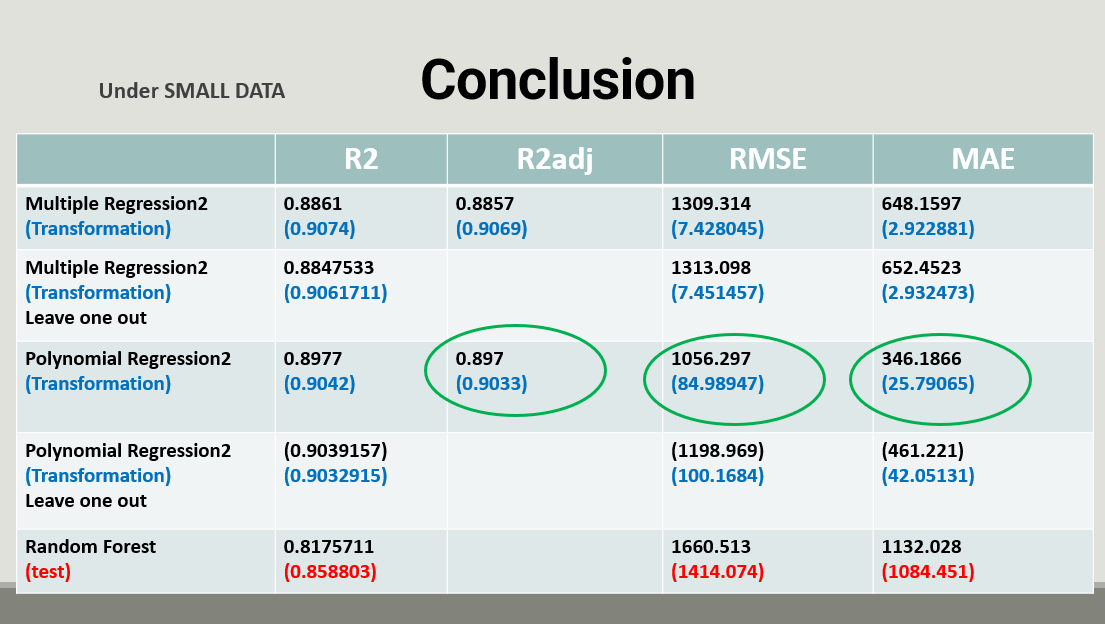 Under SMALL DATA
Conclusion
R2 R2adj RMSE MAE
Multiple Regression2 0.8861 0.8857 1309.314 648.1597
(Transformation) (0.9074) (0.9069) (7.428045) (2.922881)
Multiple Regression2 0.8847533 1313.098 652.4523
(Transformation) (0.9061711) (7.451457) (2.932473)
Leave one out
Polynomial Regression2 0.8977 0.897 1056.297 346.1866
(Transformation) (0.9042) (0.9033) (84.98947) (25.79065)
Polynomial Regression2 (0.9039157) (1198.969) (461.221)
(Transformation) (0.9032915) (100.1684) (42.05131)
Leave one out
Random Forest 0.8175711 1660.513 1132.028
(test) (0.858803) (1414.074) (1084.451)